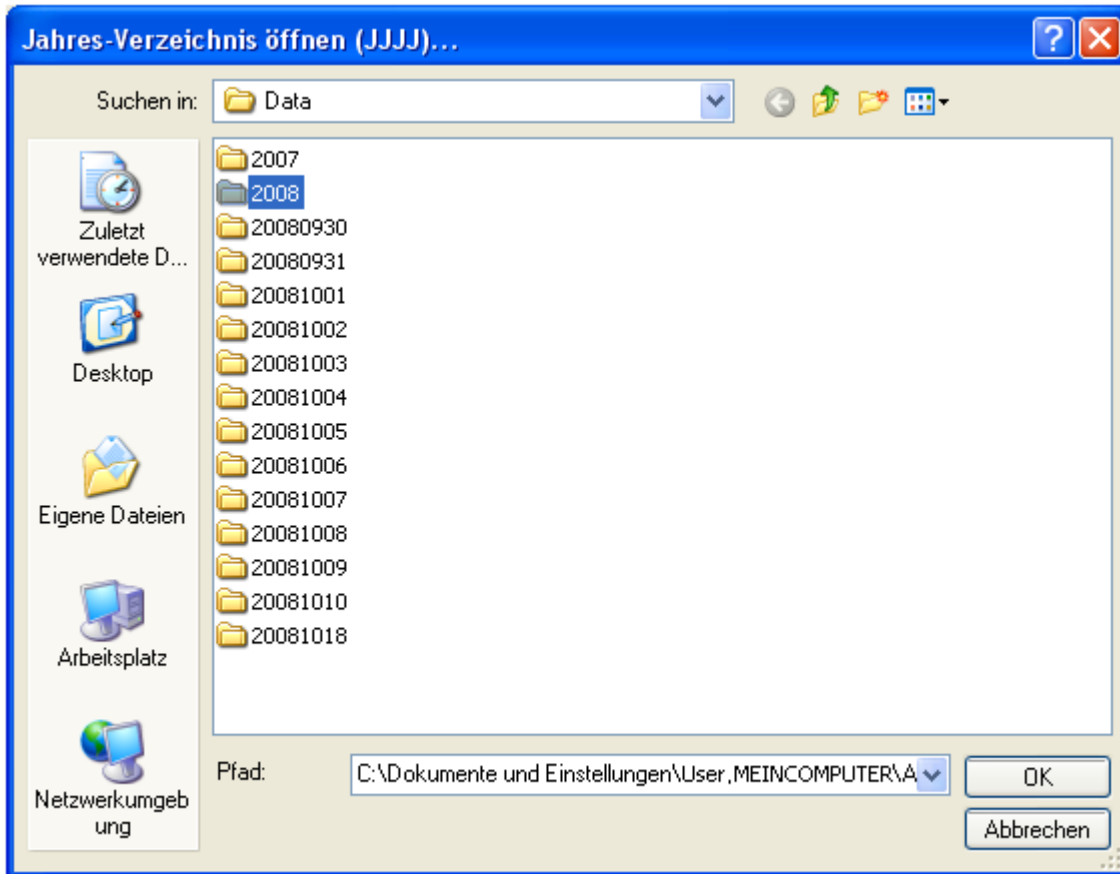 Jahres-Verzeichnis öffnen (JJJJ)...
Suchen in:
Data
Zuletzt
verwendete D...
Desktop
Eigene Dateien
Arbeitsplatz
Netzwerkumgeb
ung
2007
2008
20080930
20080931
20081001
20081002
20081003
20081004
20081005
20081006
20081007
20081008
20081009
20081010
20081018
Pfad:
C:\Dokumente und Einstellungen\User.MEINCOMPUTER\A
OK
Abbrechen